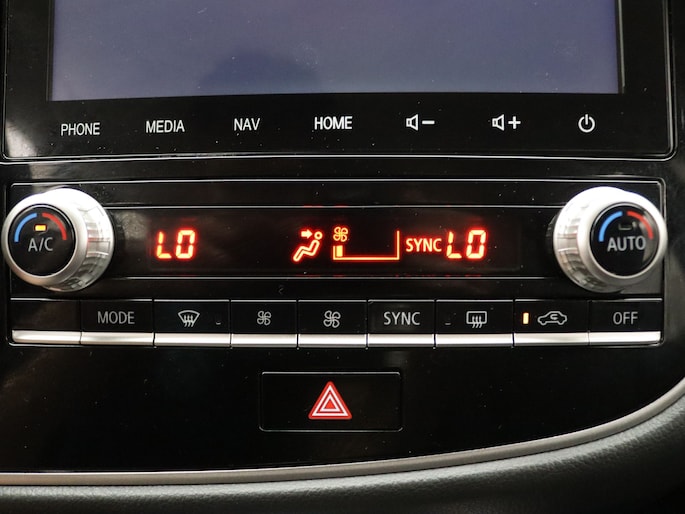 PHONE MEDIA NAV HOME
A/C LO SYNC LO AUTO
MODE SYNC OFF